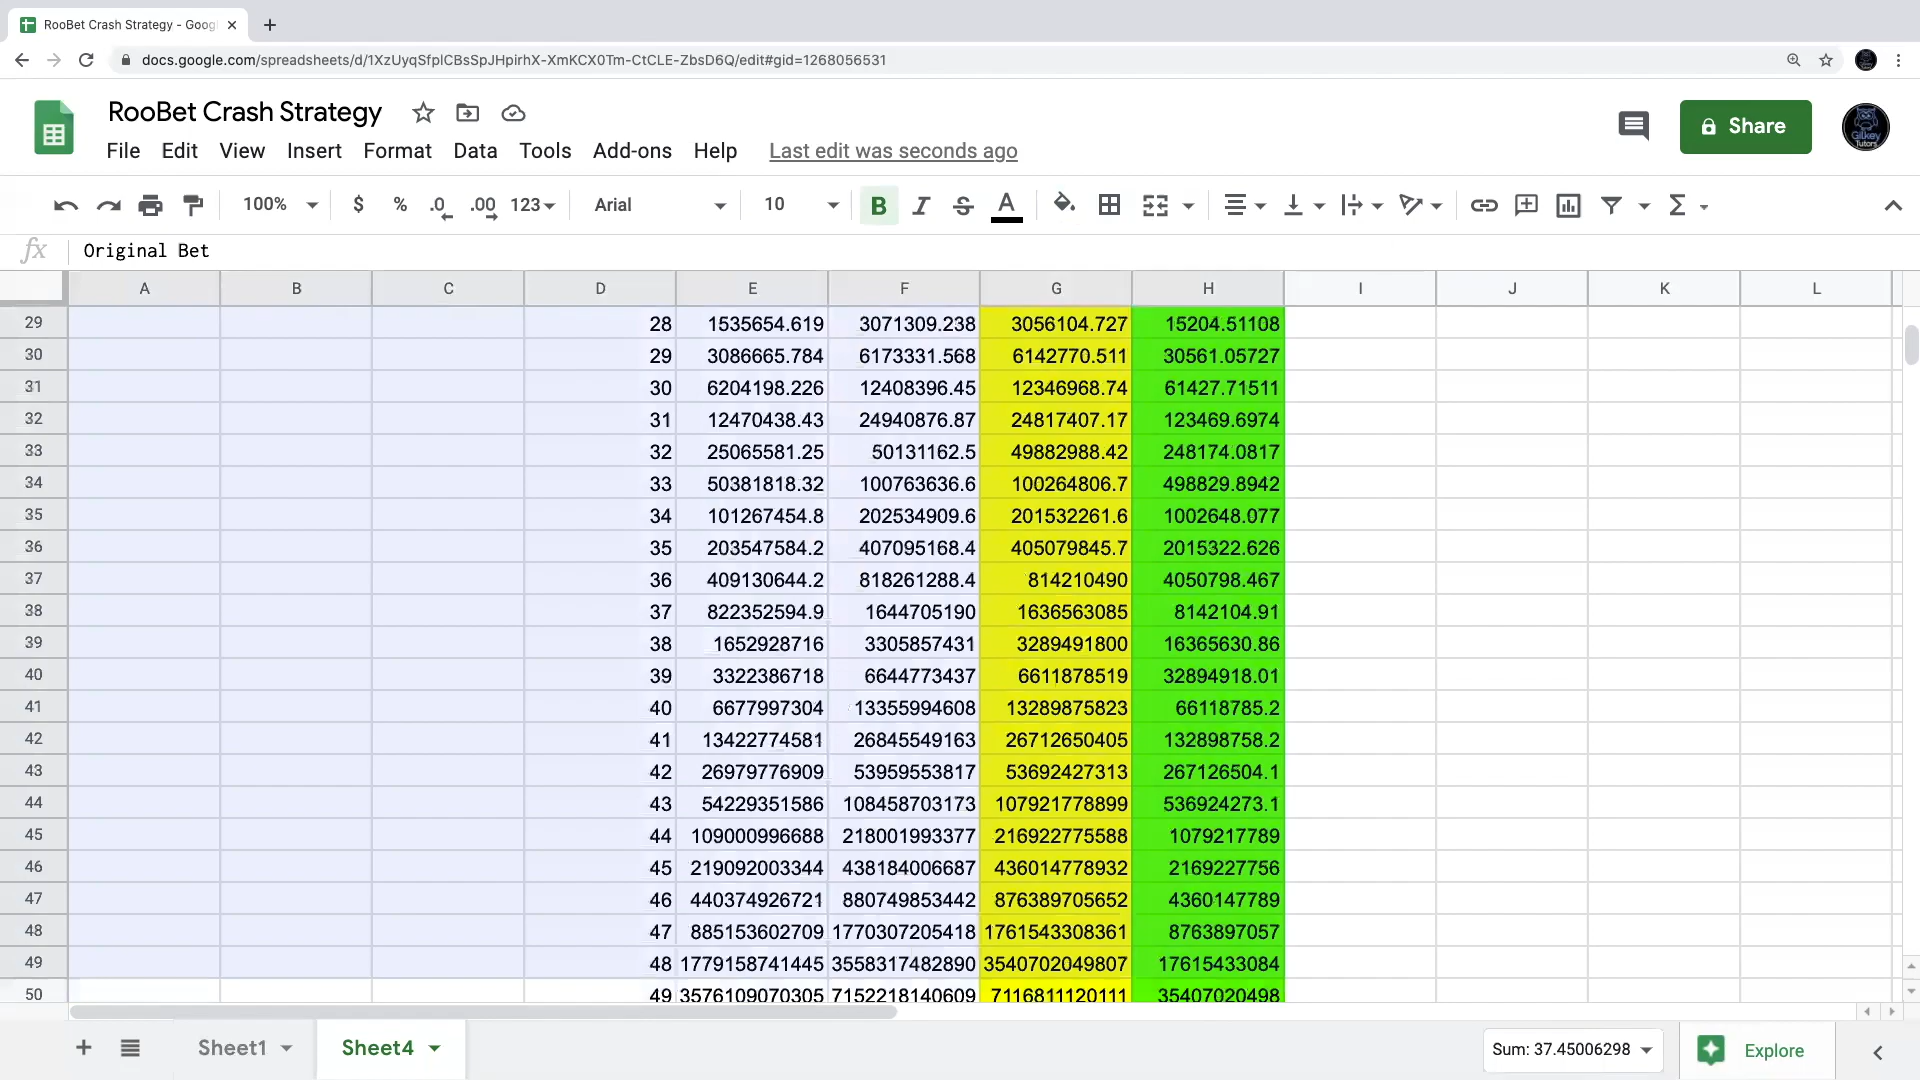 RooBet Crash Strategy - Goog
docs.google.com/spreadsheets/d/1XzUyqSfplCBsSpJHpirhX-XmKCX0Tm-CtCLE-ZbsD6Q/edit#gid=1268056531
RooBet Crash Strategy
Share
Gilkey Tutors
File Edit View Insert Format Data Tools Add-ons Help Last edit was seconds ago
100% $ % .0 .00 123 Arial 10 B I S A
fx Original Bet
A B C D E F G H I J K L
29 28 1535654.619 3071309.238 3056104.727 15204.51108
30 29 3086665.784 6173331.568 6142770.511 30561.05727
31 30 6204198.226 12408396.45 12346968.74 61427.71511
32 31 12470438.43 24940876.87 24817407.17 123469.6974
33 32 25065581.25 50131162.5 49882988.42 248174.0817
34 33 50381818.32 100763636.6 100264806.7 498829.8942
35 34 101267454.8 202534909.6 201532261.6 1002648.077
36 35 203547584.2 407095168.4 405079845.7 2015322.626
37 36 409130644.2 818261288.4 814210490 4050798.467
38 37 822352594.9 1644705190 1636563085 8142104.91
39 38 1652928716 3305857431 3289491800 16365630.86
40 39 3322386718 6644773437 6611878519 32894918.01
41 40 6677997304 13355994608 13289875823 66118785.2
42 41 13422774581 26845549163 26712650405 132898758.2
43 42 26979776909 53959553817 53692427313 267126504.1
44 43 54229351586 108458703173 107921778899 536924273.1
45 44 109000996688 218001993377 216922775588 1079217789
46 45 219092003344 438184006687 436014778932 2169227756
47 46 440374926721 880749853442 876389705652 4360147789
48 47 885153602709 1770307205418 1761543308361 8763897057
49 48 1779158741445 3558317482890 3540702049807 17615433084
50 49 3576109070305 7152218140609 7116811120111 35407020498
Sheet1 Sheet4 Sum: 37.45006298 Explore